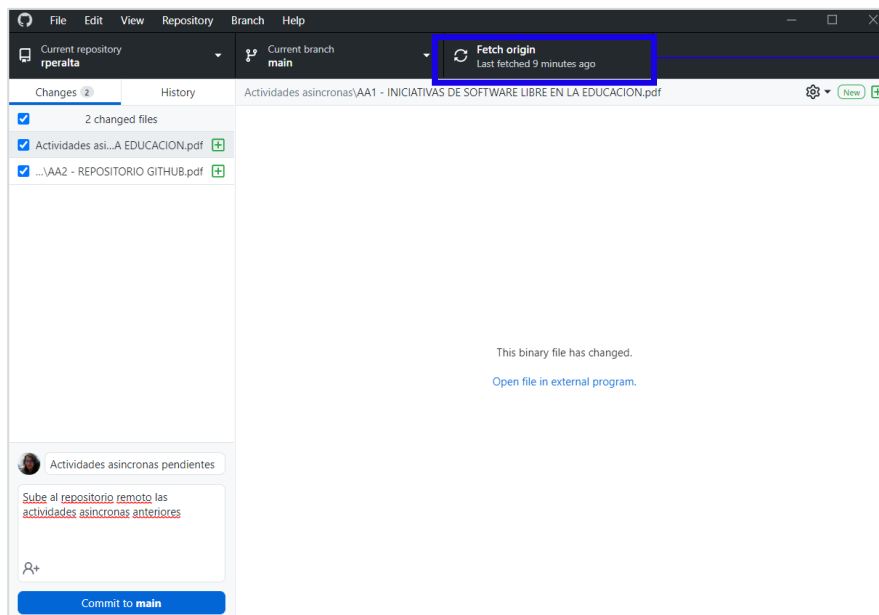 File Edit View Repository Branch Help
Current repository
rperalta
Current branch
main
Fetch origin
Last fetched 9 minutes ago
Changes 2 History
Actividades asincronas\AA1 - INICIATIVAS DE SOFTWARE LIBRE EN LA EDUCACION.pdf
New
2 changed files
Actividades asi...A EDUCACION.pdf
...\AA2 - REPOSITORIO GITHUB.pdf
This binary file has changed.
Open file in external program.
Actividades asincronas pendientes
Sube al repositorio remoto las
actividades asincronas anteriores
Commit to main